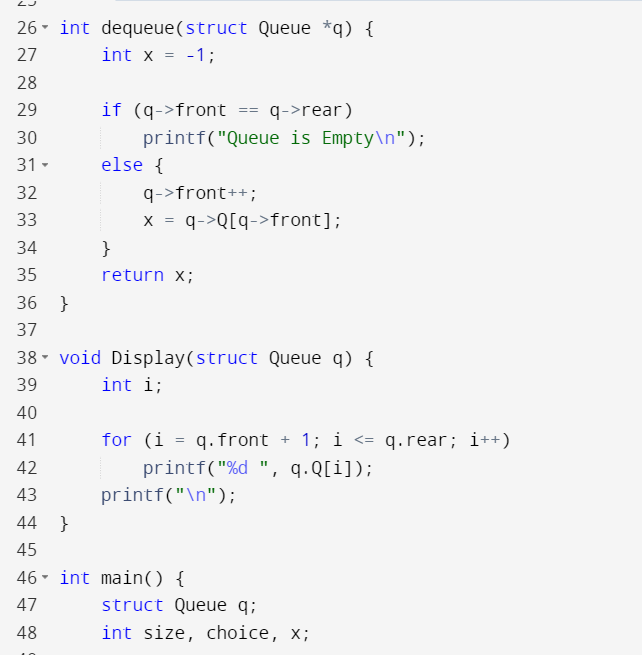 26 int dequeue(struct Queue *q) {
27     int x = -1;
28
29     if (q->front == q->rear)
30         printf("Queue is Empty\n");
31     else {
32         q->front++;
33         x = q->Q[q->front];
34     }
35     return x;
36 }
37
38 void Display(struct Queue q) {
39     int i;
40
41     for (i = q.front + 1; i <= q.rear; i++)
42         printf("%d ", q.Q[i]);
43     printf("\n");
44 }
45
46 int main() {
47     struct Queue q;
48     int size, choice, x;